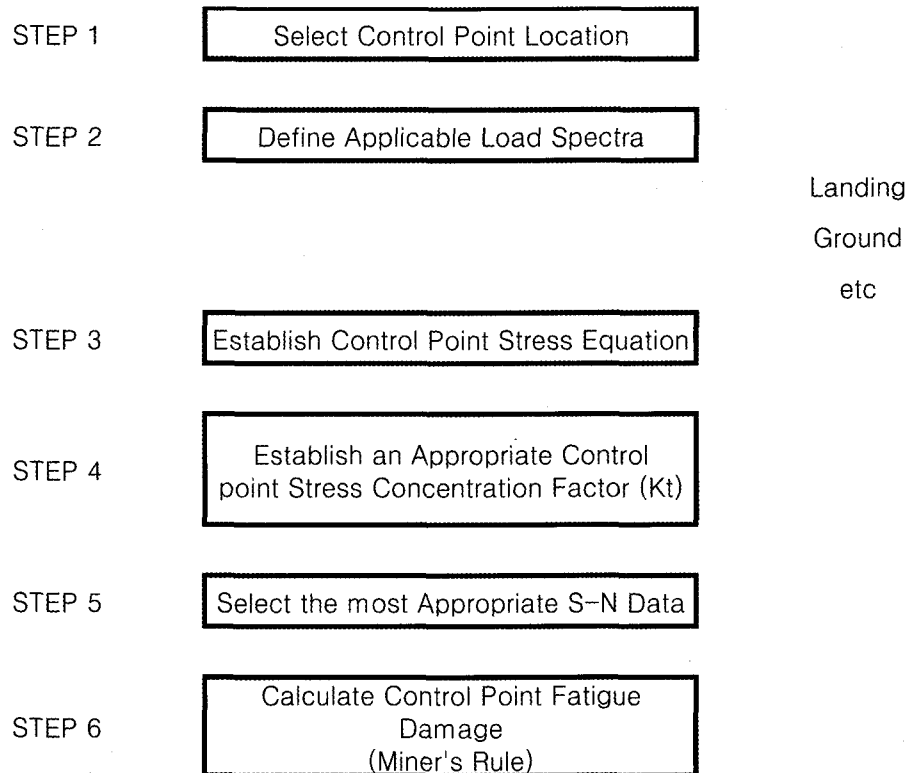 STEP 1
Select Control Point Location
STEP 2
Define Applicable Load Spectra
Landing
Ground
etc
STEP 3
Establish Control Point Stress Equation
STEP 4
Establish an Appropriate Control
point Stress Concentration Factor (Kt)
STEP 5
Select the most Appropriate S-N Data
STEP 6
Calculate Control Point Fatigue
Damage
(Miner's Rule)